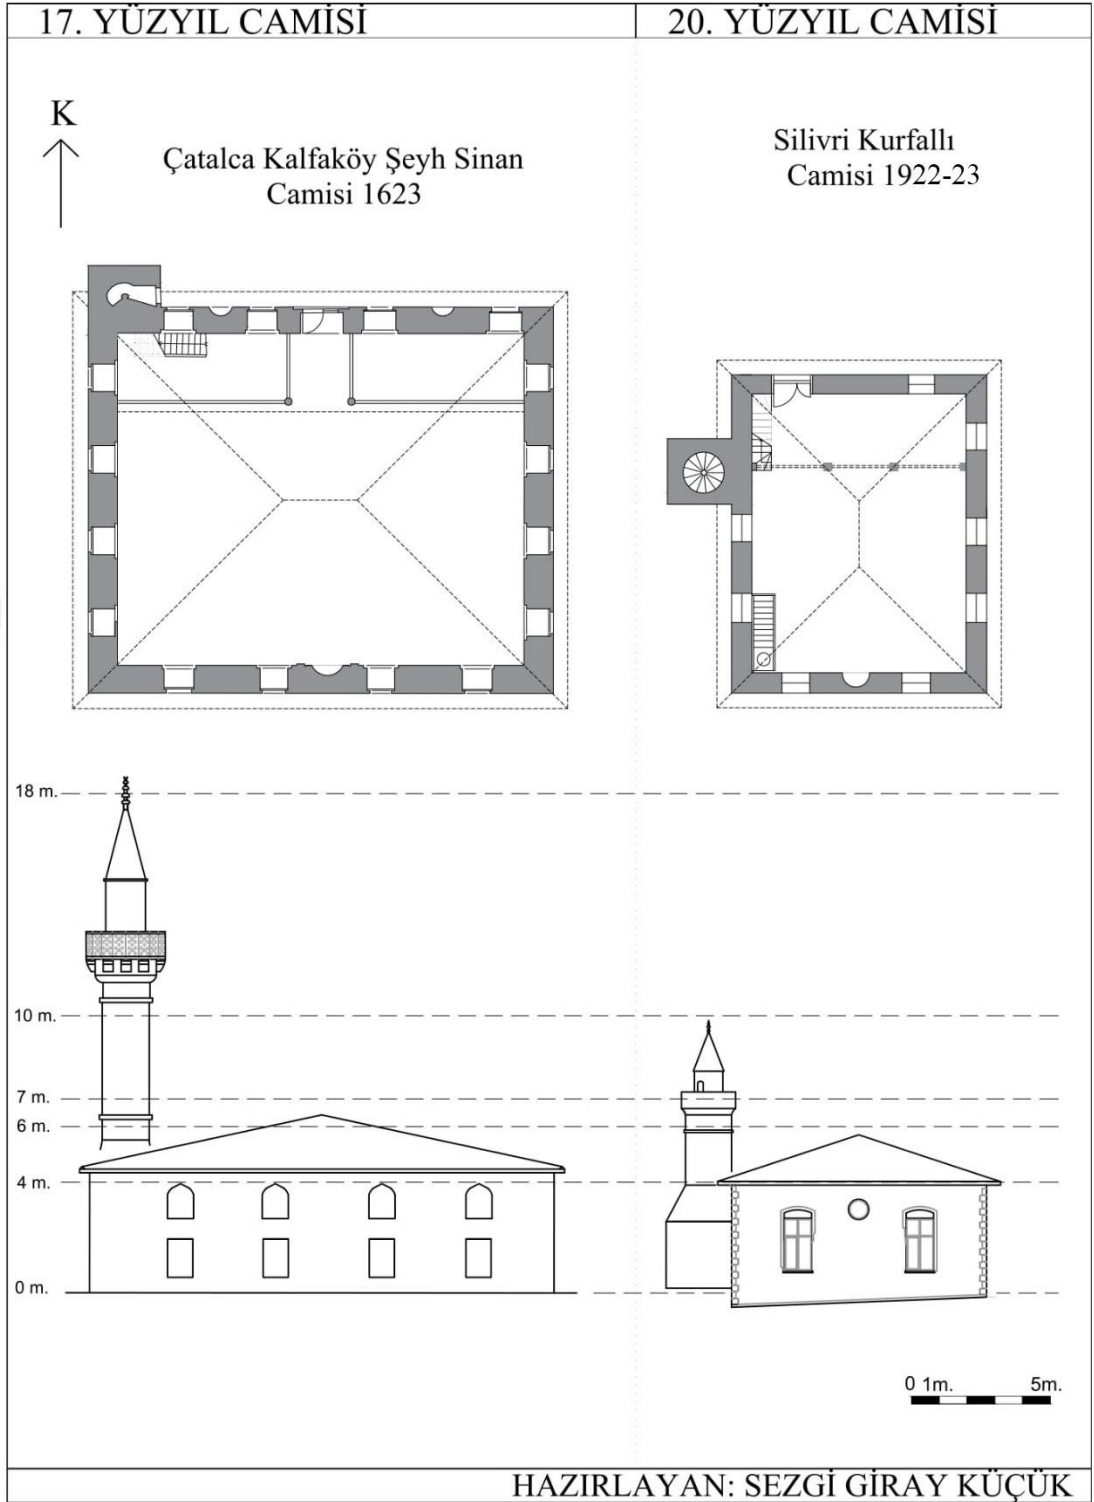 17. YÜZYIL CAMİSİ
20. YÜZYIL CAMİSİ
K
Çatalca Kalfaköy Şeyh Sinan
Camisi 1623
Silivri Kurfallı
Camisi 1922-23
18 m.
10 m.
7 m.
6 m.
4 m.
0 m.
0 1m. 5m.
HAZIRLAYAN: SEZGİ GİRAY KÜÇÜK